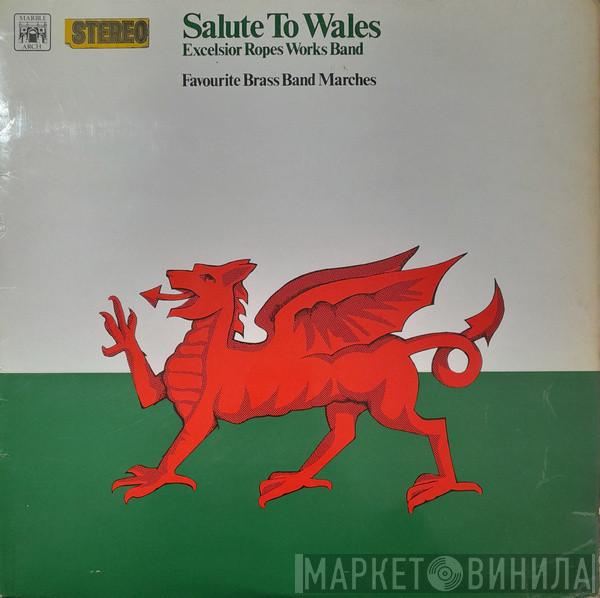 MARBLE
ARCH
STEREO
Salute To Wales
Excelsior Ropes Works Band
Favourite Brass Band Marches
МАРКЕТ ВИНИЛА